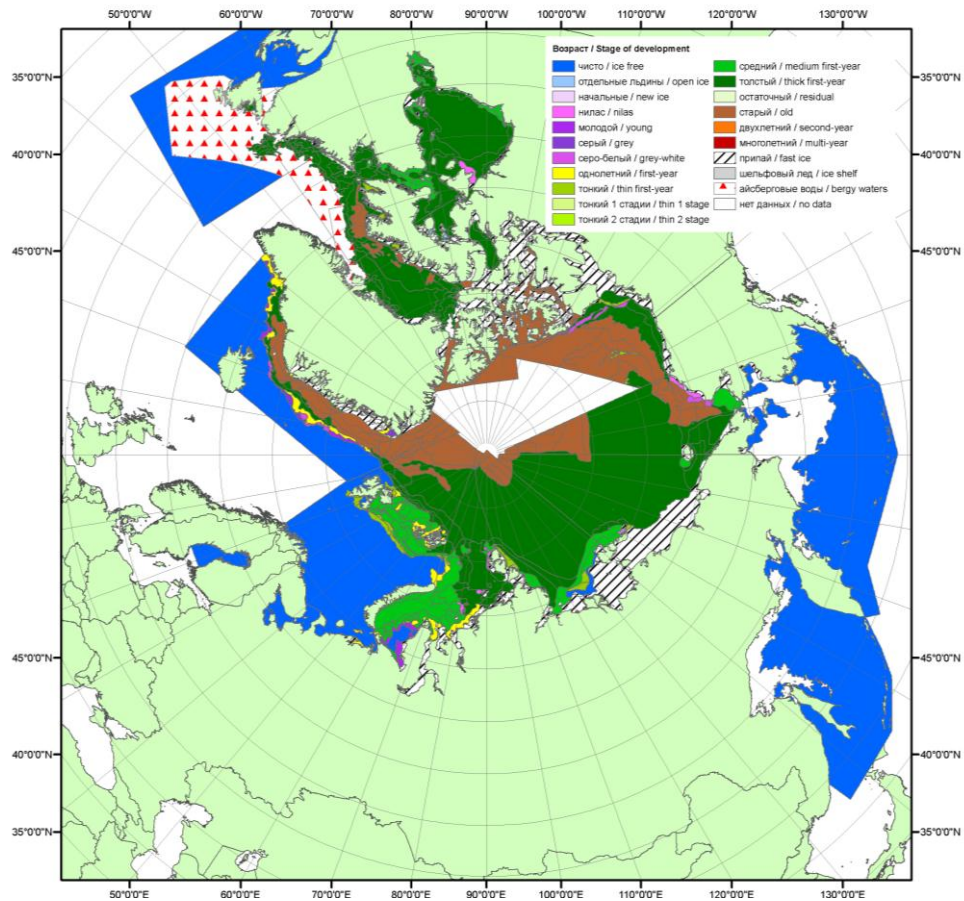 60°0'0"W 70°0'0"W 80°0'0"W 90°0'0"W 100°0'0"W 110°0'0"W 120°0'0"W 130°0'0"W
Возраст / Stage of development
чисто / ice free
отдельные льдины / open ice
начальные / new ice
нилас / nilas
молодой / young
серый / grey
серо-белый / grey-white
однолетний / first-year
тонкий / thin first-year
тонкий 1 стадии / thin 1 stage
тонкий 2 стадии / thin 2 stage
средний / medium first-year
толстый / thick first-year
остаточный / residual
старый / old
двухлетний / second-year
многолетний / multi-year
припай / fast ice
шельфовый лед / ice shelf
айсберговые воды / bergy waters
нет данных / no data
35°0'0"N
40°0'0"N
45°0'0"N
45°0'0"N
40°0'0"N
35°0'0"N
35°0'0"N
40°0'0"N
45°0'0"N
45°0'0"N
40°0'0"N
35°0'0"N
50°0'0"E 60°0'0"E 70°0'0"E 80°0'0"E 90°0'0"E 100°0'0"E 110°0'0"E 120°0'0"E 130°0'0"E